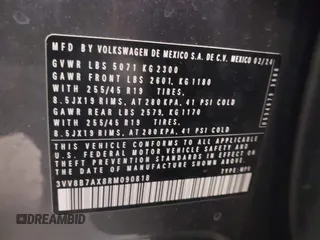 MFD. BY VOLKSWAGEN DE MEXICO S.A. DE C.V. MEXICO 02/24
GVWR LBS 5071 KG 2300
GAWR FRONT LBS 2601, KG 1180
WITH 255/45 R19 TIRES,
8.5JX19 RIMS, AT 280 KPA, 41 PSI COLD
GAWR REAR LBS 2579, KG 1170
WITH 255/45 R19 TIRES,
8.5JX19 RIMS, AT 280 KPA, 41 PSI COLD
THIS VEHICLE CONFORMS TO ALL APPLICABLE
FEDERAL MOTOR VEHICLE SAFETY, BUMPER, AND
THEFT PREVENTION STANDARDS IN EFFECT ON THE
DATE OF MANUFACTURE SHOWN ABOVE
3VVBB7AX8RM090818
TYPE: MPV
DREAMBID